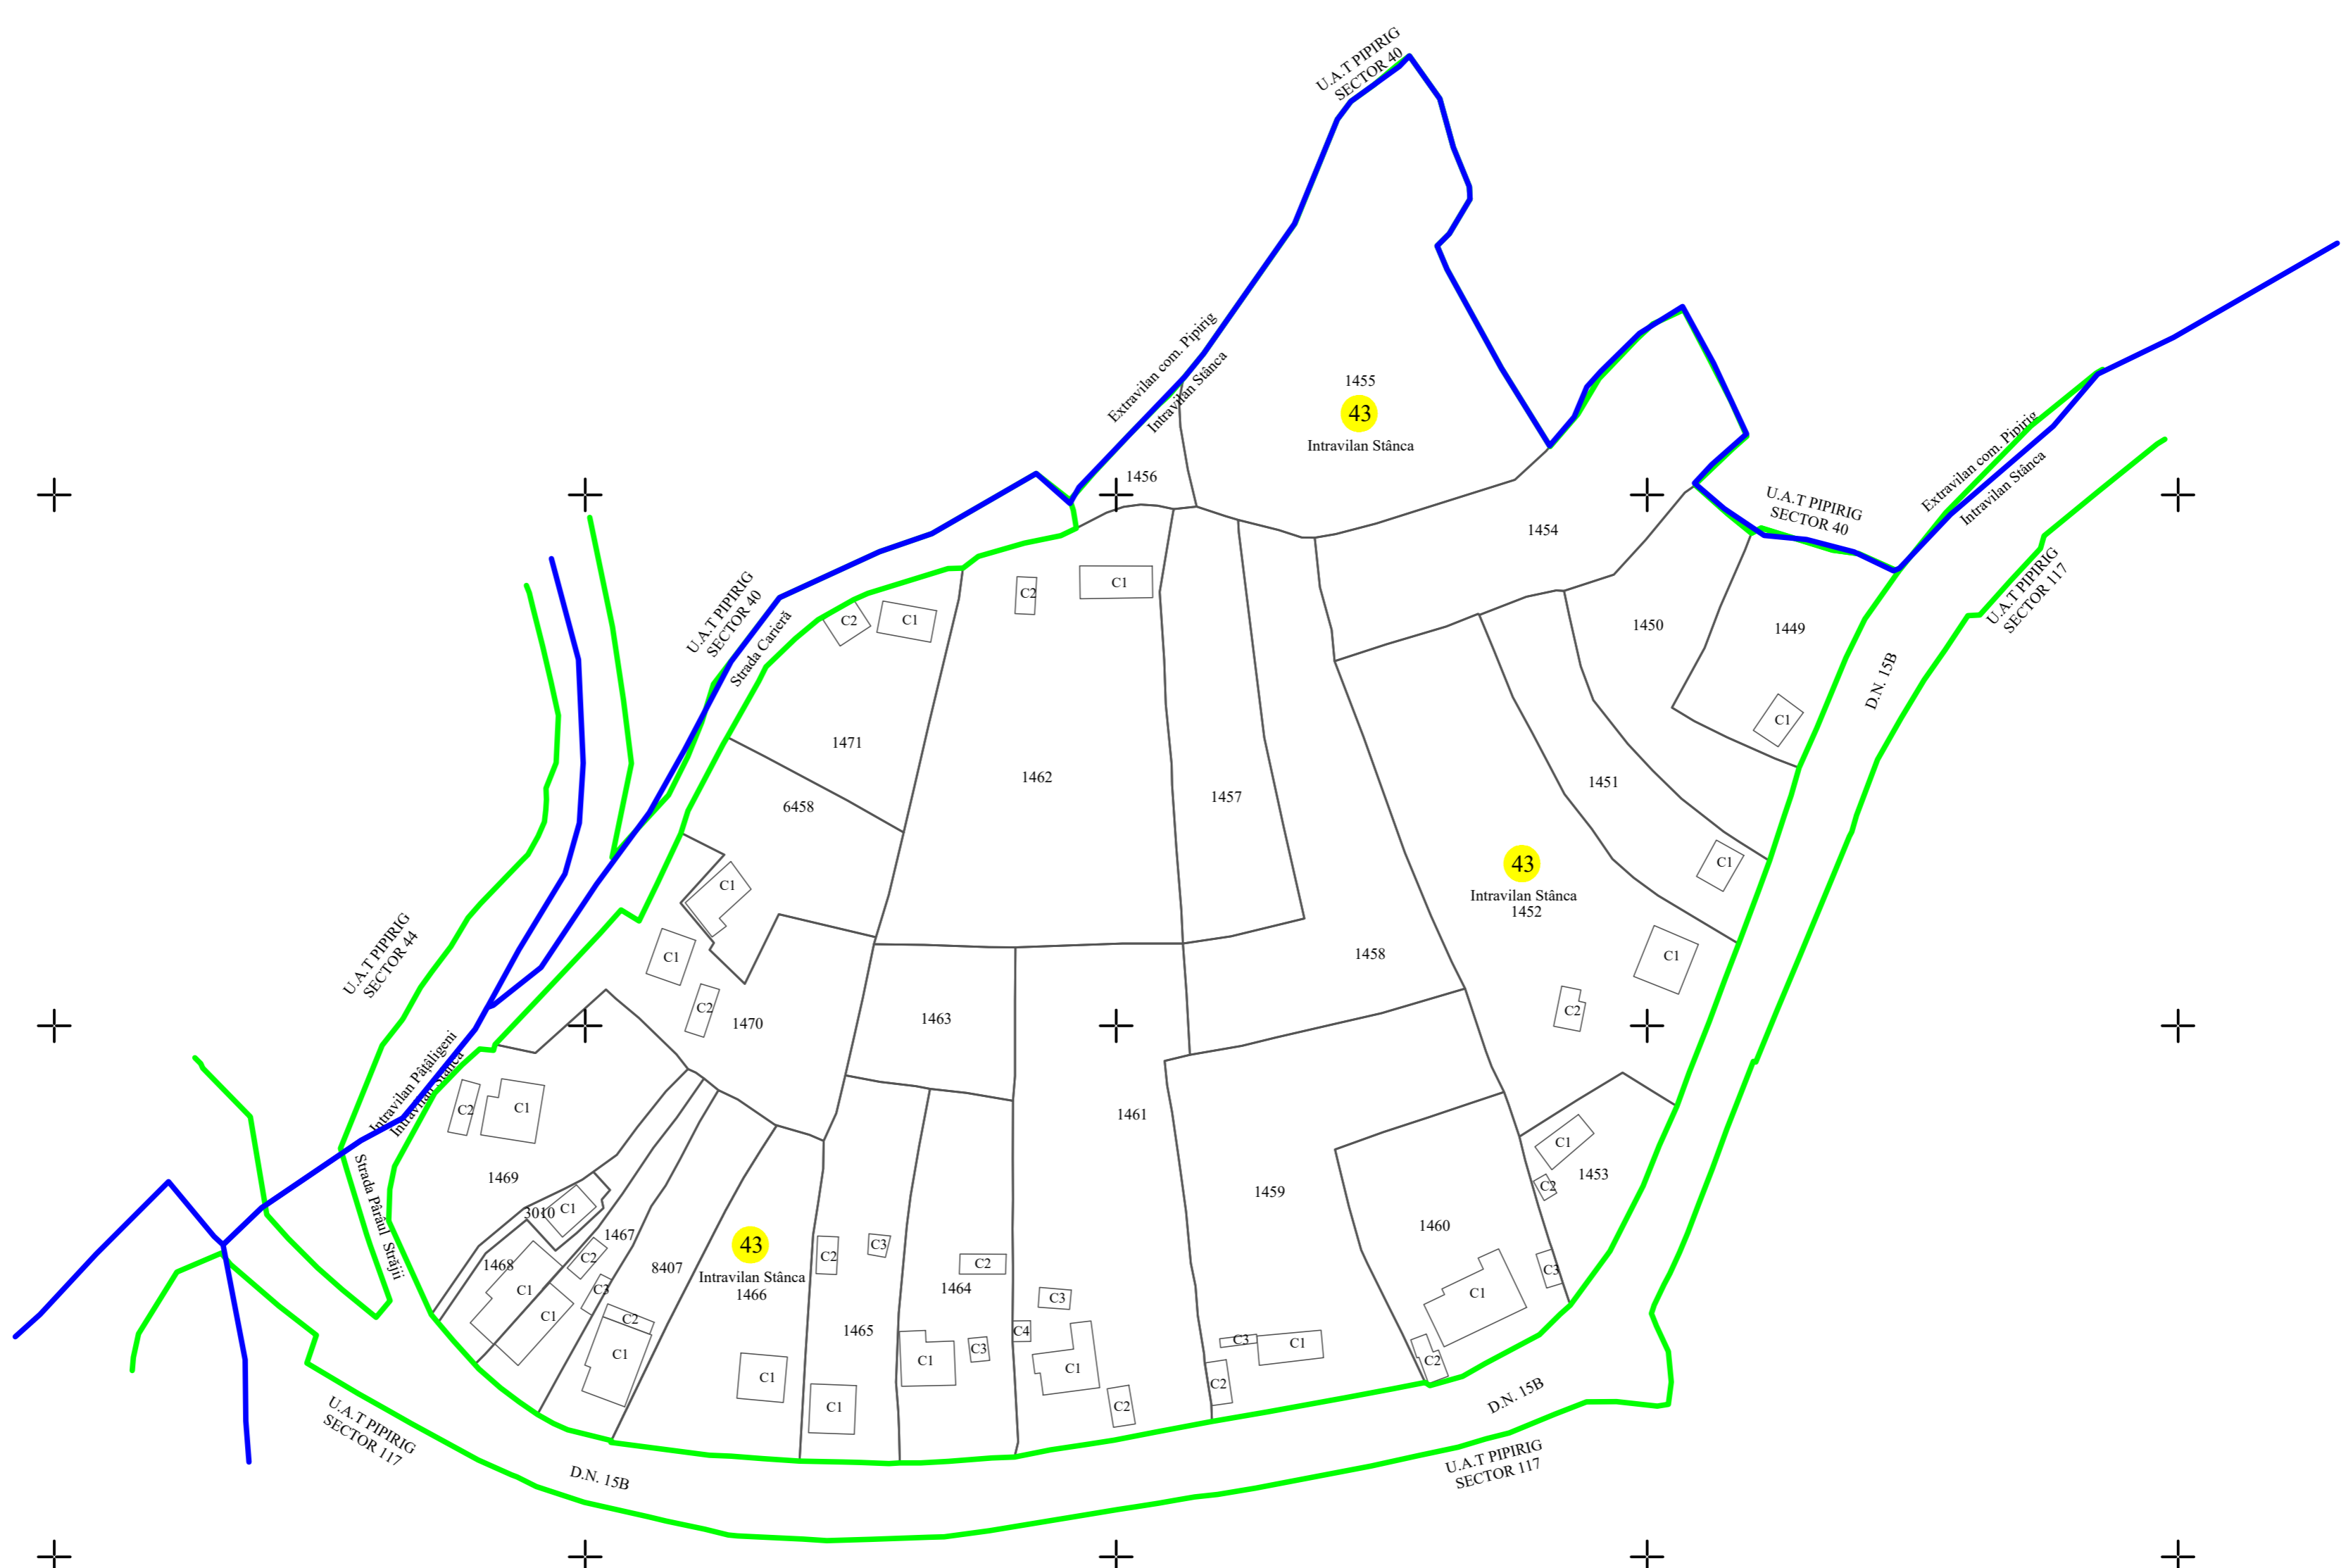 U.A.T PIPIRIG
SECTOR 40
Extravilan com. Pipirig
Intravilan Stânca
1455
43
Intravilan Stânca
1456
1454
U.A.T PIPIRIG
SECTOR 40
Extravilan com. Pipirig
Intravilan Stânca
U.A.T PIPIRIG
SECTOR 117
U.A.T PIPIRIG
SECTOR 40
Strada Carieră
C2
C1
C2
C1
1450
1449
D.N. 15B
C1
1471
1462
1457
1451
6458
C1
C1
43
Intravilan Stânca
1452
C1
C1
C2
1458
C2
1470
1463
U.A.T PIPIRIG
SECTOR 44
Intravilan Pâțâligeni
Intravilan Stânca
C2
C1
1461
1469
C1
C2
1453
1459
1460
Strada Pârâul Străjii
3010
C1
1467
C2
1468
C1
C3
C1
8407
C2
C1
43
Intravilan Stânca
1466
C1
C2
C3
1465
C1
C2
1464
C3
C1
C3
C4
C1
C2
C3
C1
C2
C3
C1
C2
D.N. 15B
U.A.T PIPIRIG
SECTOR 117
D.N. 15B
U.A.T PIPIRIG
SECTOR 117